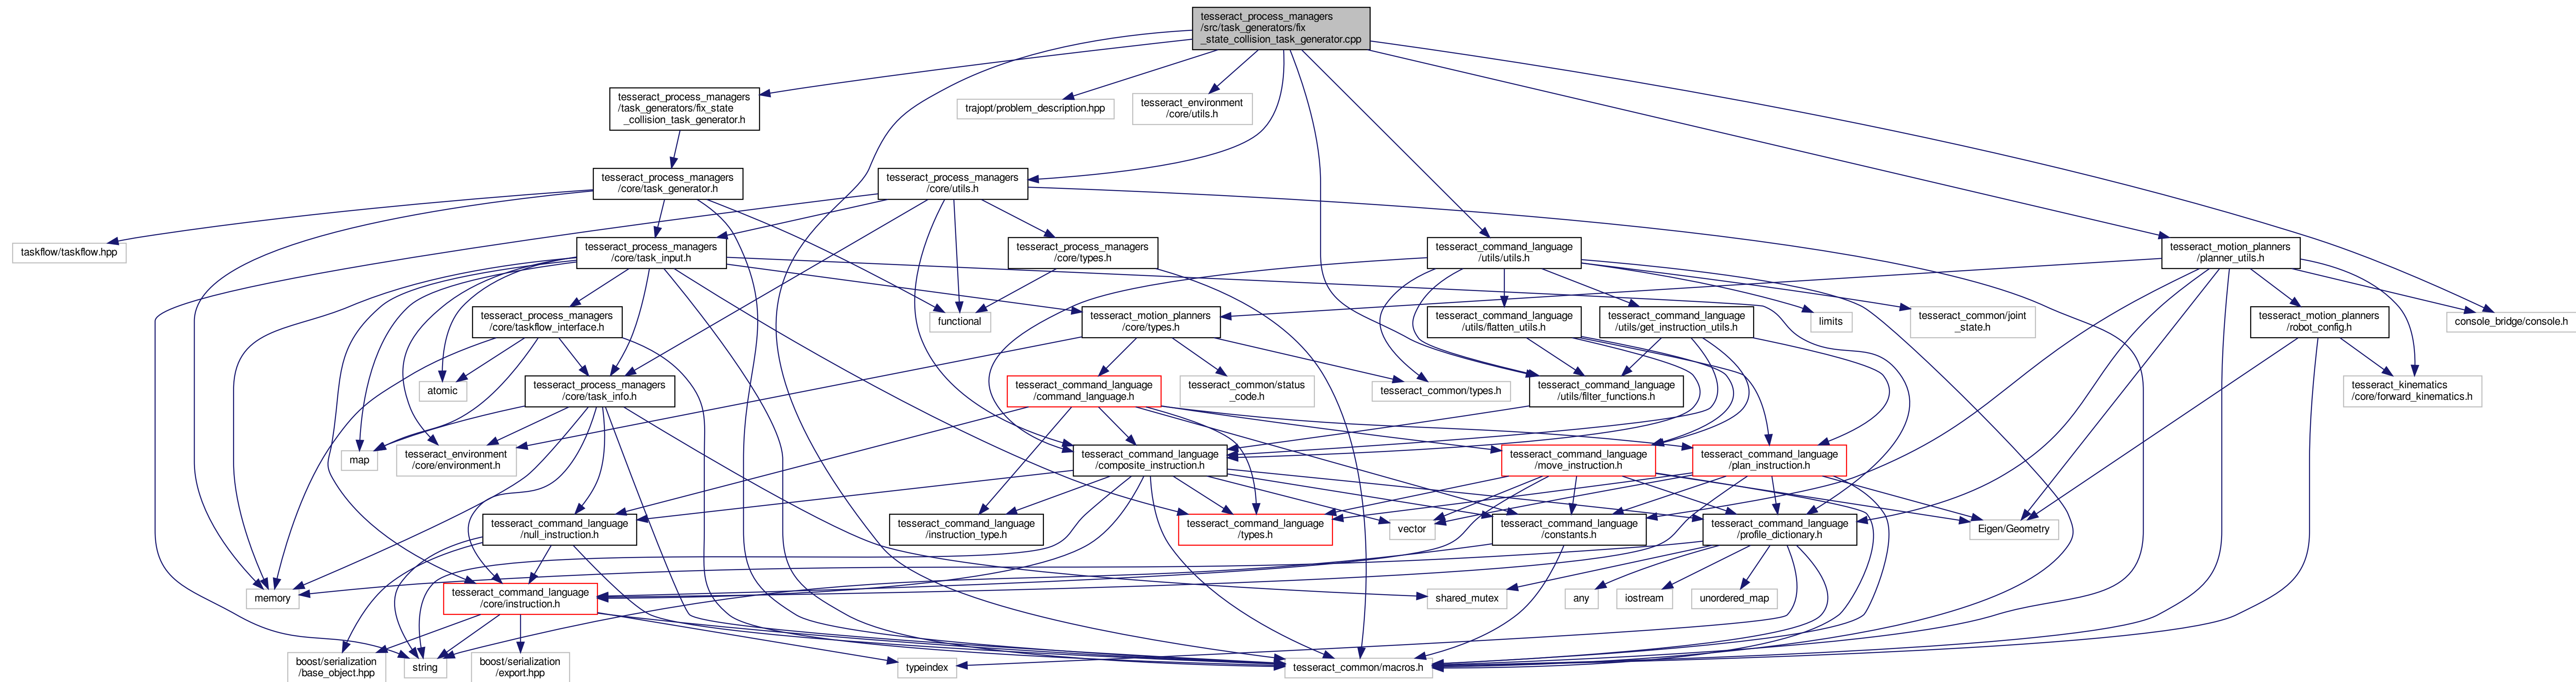 tesseract_process_managers
/src/task_generators/fix
_state_collision_task_generator.cpp
tesseract_process_managers
/task_generators/fix_state
_collision_task_generator.h
trajopt/problem_description.hpp
tesseract_environment
/core/utils.h
tesseract_process_managers
/core/task_generator.h
tesseract_process_managers
/core/utils.h
taskflow/taskflow.hpp
tesseract_process_managers
/core/task_input.h
tesseract_process_managers
/core/types.h
tesseract_command_language
/utils/utils.h
tesseract_motion_planners
/planner_utils.h
tesseract_process_managers
/core/taskflow_interface.h
functional
tesseract_motion_planners
/core/types.h
tesseract_command_language
/utils/flatten_utils.h
tesseract_command_language
/utils/get_instruction_utils.h
limits
tesseract_common/joint
_state.h
tesseract_motion_planners
/robot_config.h
console_bridge/console.h
atomic
tesseract_process_managers
/core/task_info.h
tesseract_command_language
/command_language.h
tesseract_common/status
_code.h
tesseract_common/types.h
tesseract_command_language
/utils/filter_functions.h
tesseract_kinematics
/core/forward_kinematics.h
map
tesseract_environment
/core/environment.h
tesseract_command_language
/composite_instruction.h
tesseract_command_language
/move_instruction.h
tesseract_command_language
/plan_instruction.h
tesseract_command_language
/null_instruction.h
tesseract_command_language
/instruction_type.h
tesseract_command_language
/types.h
vector
tesseract_command_language
/constants.h
tesseract_command_language
/profile_dictionary.h
Eigen/Geometry
memory
tesseract_command_language
/core/instruction.h
shared_mutex
any
iostream
unordered_map
boost/serialization
/base_object.hpp
string
boost/serialization
/export.hpp
typeindex
tesseract_common/macros.h